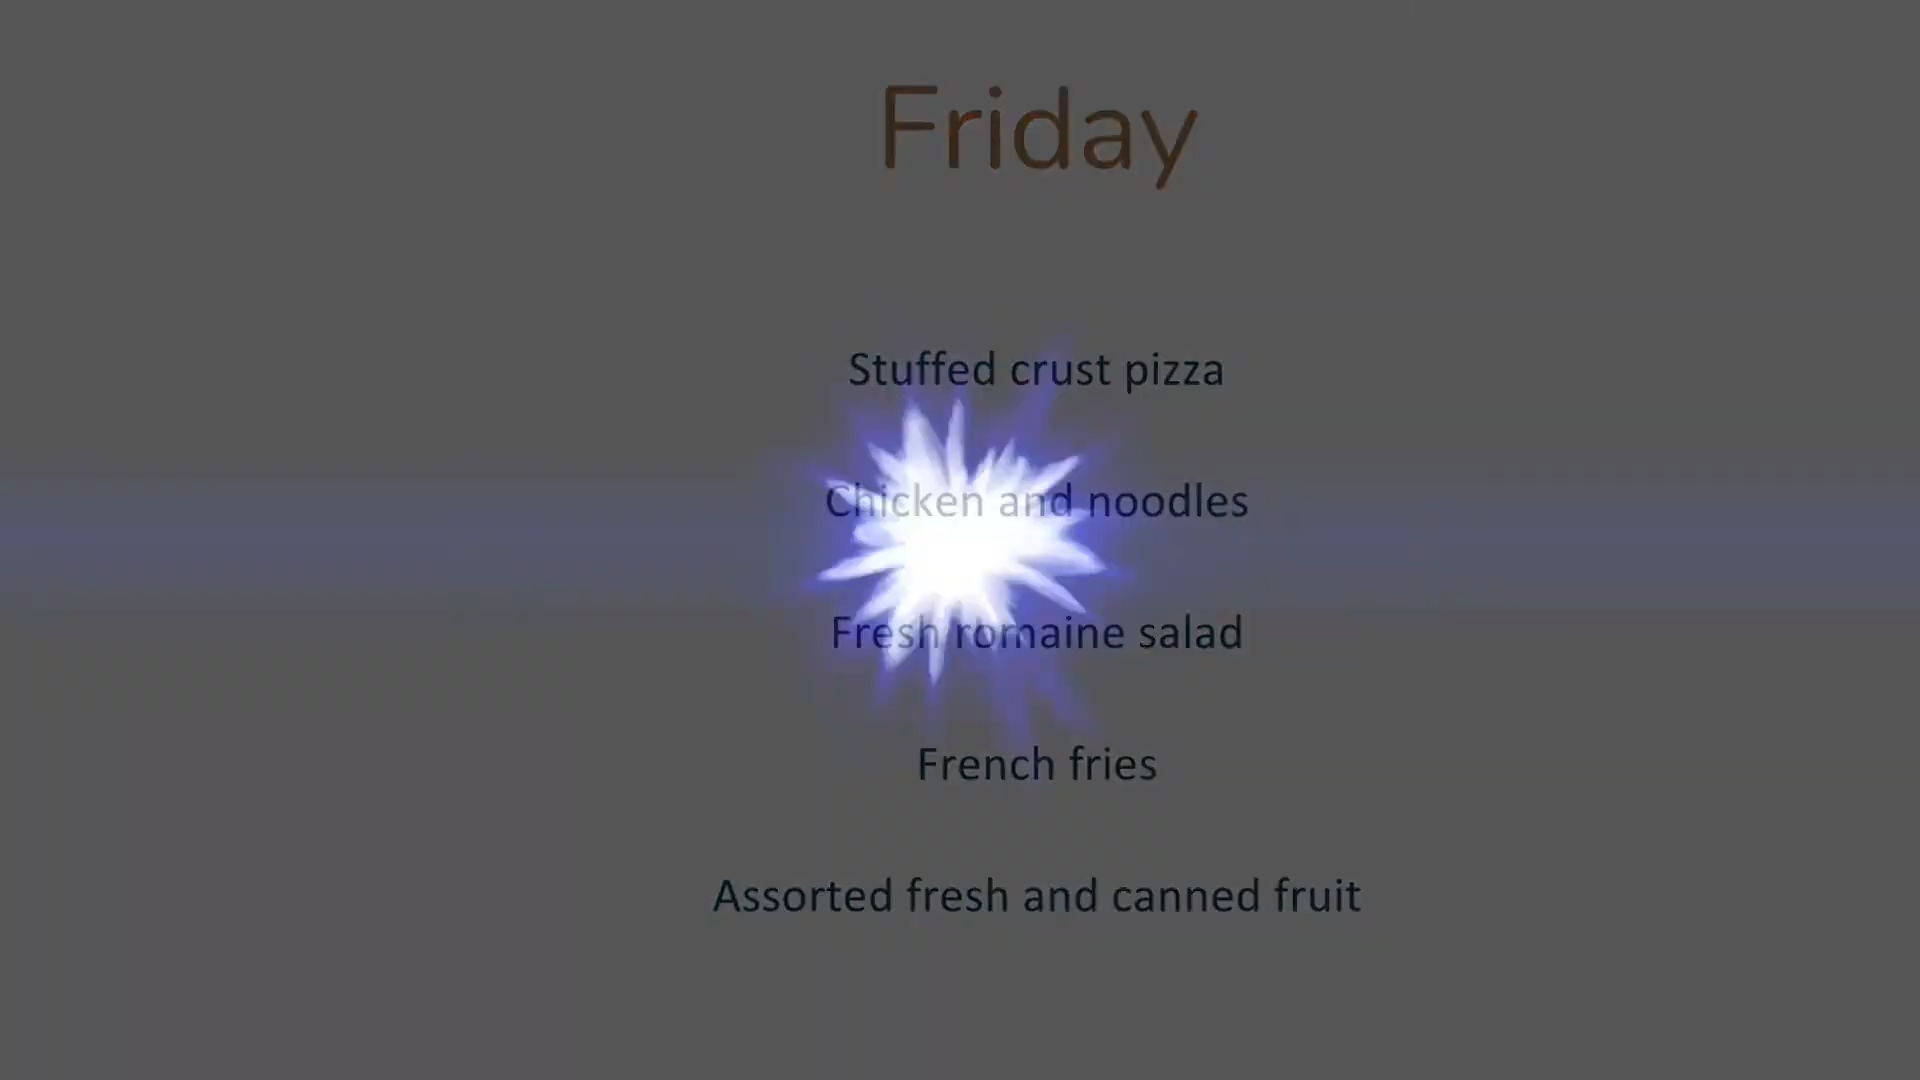 Friday
Stuffed crust pizza
Chicken and noodles
Fresh romaine salad
French fries
Assorted fresh and canned fruit